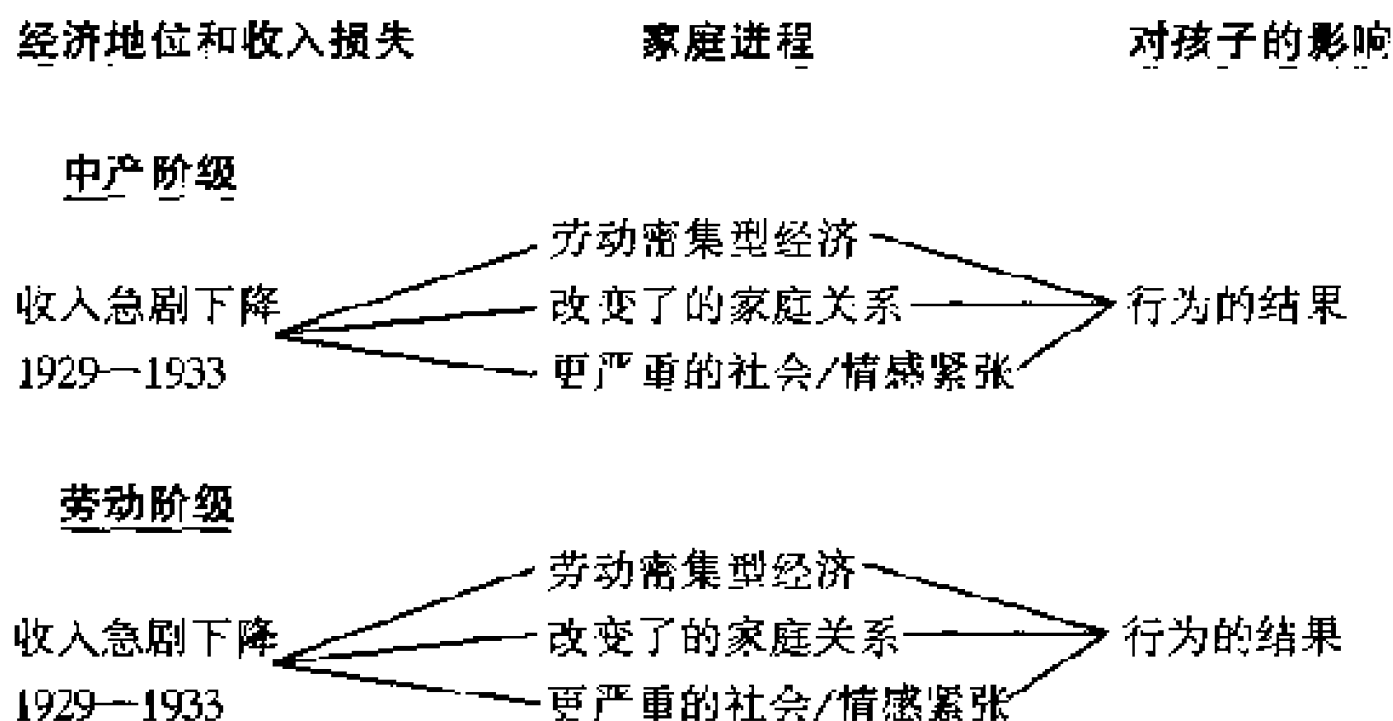 经济地位和收入损失 家庭进程 对孩子的影响
中产阶级
劳动密集型经济
收入急剧下降 改变了的家庭关系 行为的结果
1929—1933 更严重的社会/情感紧张
劳动阶级
劳动密集型经济
收入急剧下降 改变了的家庭关系 行为的结果
1929—1933 更严重的社会/情感紧张